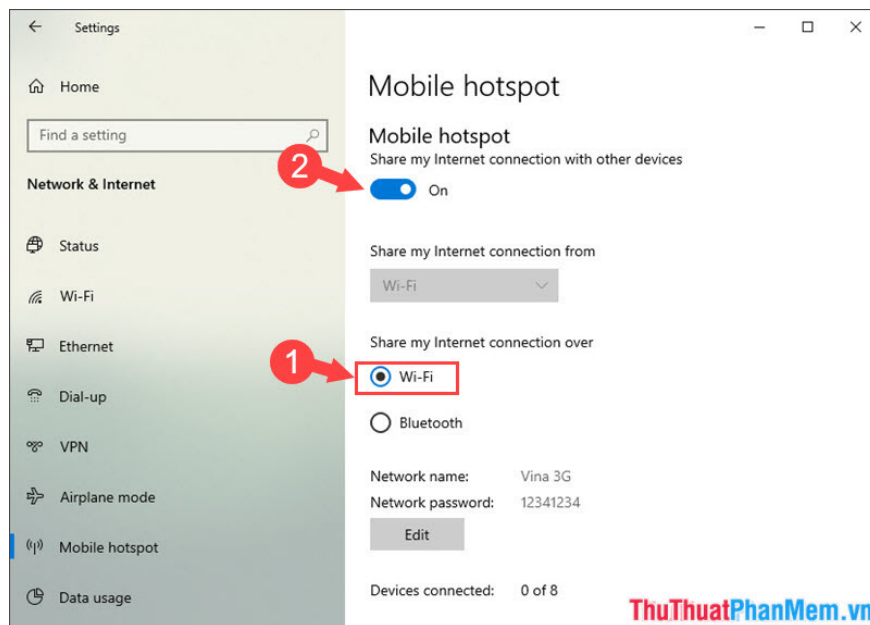 Settings
Home
Find a setting
Network & Internet
Status
Wi-Fi
Ethernet
Dial-up
VPN
Airplane mode
Mobile hotspot
Data usage
Mobile hotspot
Mobile hotspot
Share my Internet connection with other devices
2
On
Share my Internet connection from
Wi-Fi
Share my Internet connection over
1
Wi-Fi
Bluetooth
Network name: Vina 3G
Network password: 12341234
Edit
Devices connected: 0 of 8
ThuThuatPhanMem.vn